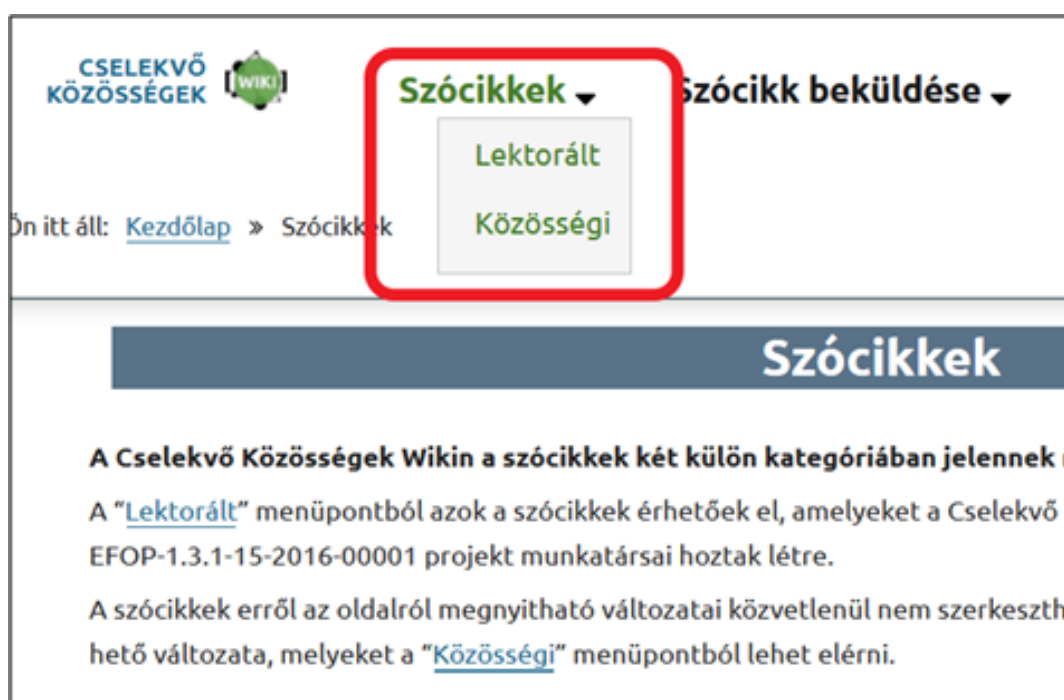 CSELEKVŐ
KÖZÖSSÉGEK
WIKI
Szócikkek
Szócikk beküldése
Lektorált
Közösségi
Ön itt áll: Kezdőlap » Szócikkek
Szócikkek
A Cselekvő Közösségek Wikin a szócikkek két külön kategóriában jelennek
A “Lektorált” menüpontból azok a szócikkek érhetőek el, amelyeket a Cselekvő
EFOP-1.3.1-15-2016-00001 projekt munkatársai hoztak létre.
A szócikkek erről az oldalról megnyitható változatai közvetlenül nem szerkeszth
hető változata, melyeket a “Közösségi” menüpontból lehet elérni.